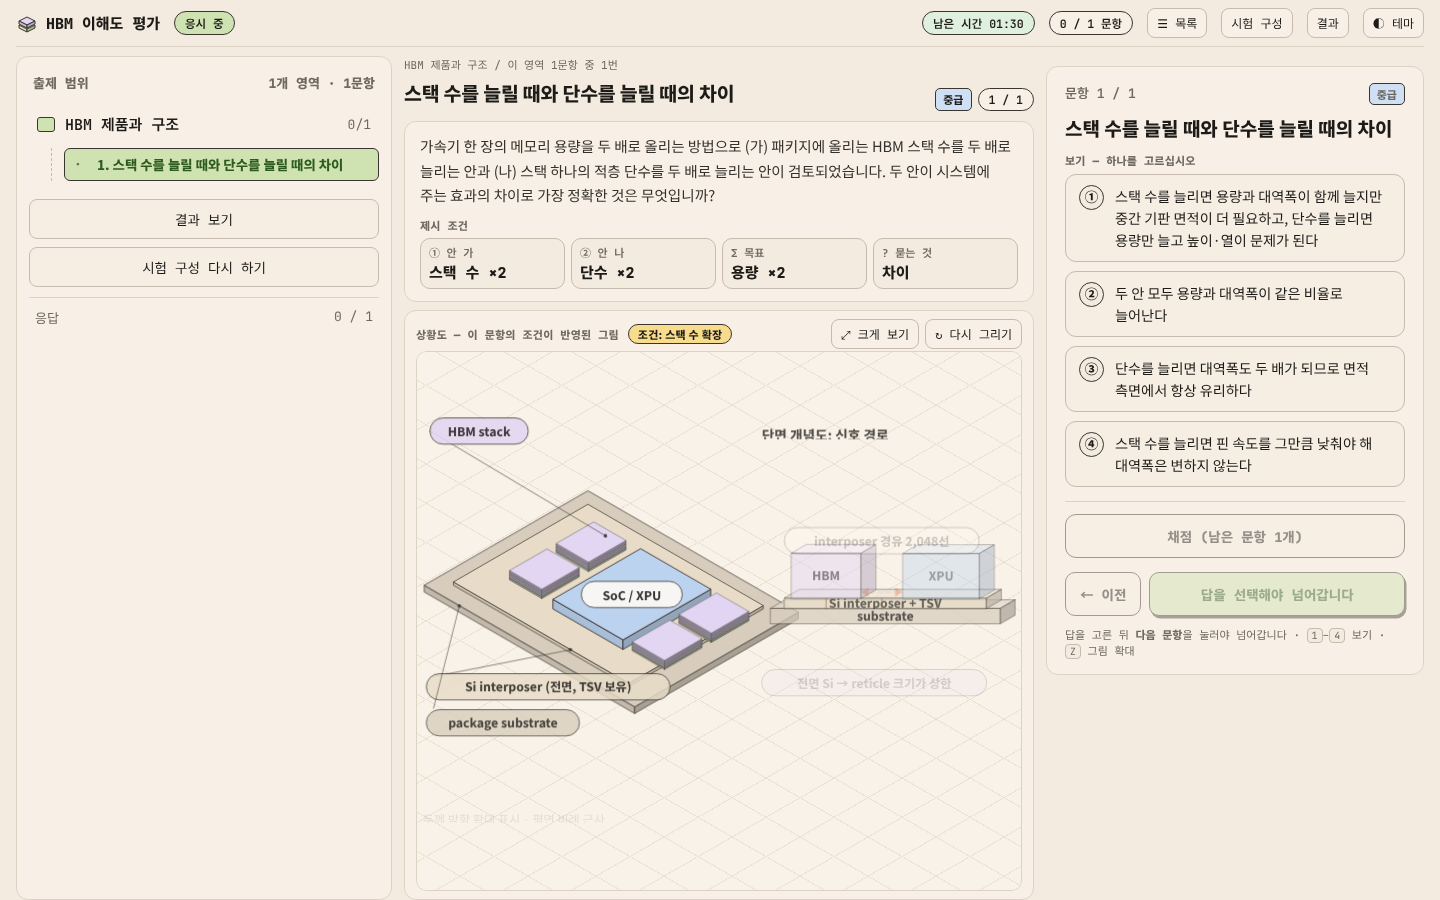 HBM 이해도 평가
응시 중
남은 시간 01:30
0 / 1 문항
☰ 목록
시험 구성
결과
◐ 테마
출제 범위
1개 영역 · 1문항
HBM 제품과 구조
0/1
· 1. 스택 수를 늘릴 때와 단수를 늘릴 때의 차이
결과 보기
시험 구성 다시 하기
응답
0 / 1
HBM 제품과 구조 / 이 영역 1문항 중 1번
스택 수를 늘릴 때와 단수를 늘릴 때의 차이
중급
1 / 1
가속기 한 장의 메모리 용량을 두 배로 올리는 방법으로 (가) 패키지에 올리는 HBM 스택 수를 두 배로
늘리는 안과 (나) 스택 하나의 적층 단수를 두 배로 늘리는 안이 검토되었습니다. 두 안이 시스템에
주는 효과의 차이로 가장 정확한 것은 무엇입니까?
제시 조건
① 안 가
스택 수 ×2
② 안 나
단수 ×2
Σ 목표
용량 ×2
? 묻는 것
차이
상황도 — 이 문항의 조건이 반영된 그림
조건: 스택 수 확장
⤢ 크게 보기
↻ 다시 그리기
HBM stack
단면 개념도: 신호 경로
interposer 경유 2,048선
HBM
XPU
SoC / XPU
Si interposer + TSV
substrate
Si interposer (전면, TSV 보유)
전면 Si → reticle 크기가 상한
package substrate
두께 방향 확대 표시 · 평면 비례 근사
문항 1 / 1
중급
스택 수를 늘릴 때와 단수를 늘릴 때의 차이
보기 — 하나를 고르십시오
① 스택 수를 늘리면 용량과 대역폭이 함께 늘지만
중간 기판 면적이 더 필요하고, 단수를 늘리면
용량만 늘고 높이·열이 문제가 된다
② 두 안 모두 용량과 대역폭이 같은 비율로
늘어난다
③ 단수를 늘리면 대역폭도 두 배가 되므로 면적
측면에서 항상 유리하다
④ 스택 수를 늘리면 핀 속도를 그만큼 낮춰야 해
대역폭은 변하지 않는다
채점 (남은 문항 1개)
← 이전
답을 선택해야 넘어갑니다
답을 고른 뒤 다음 문항을 눌러야 넘어갑니다 · 1–4 보기 ·
Z 그림 확대